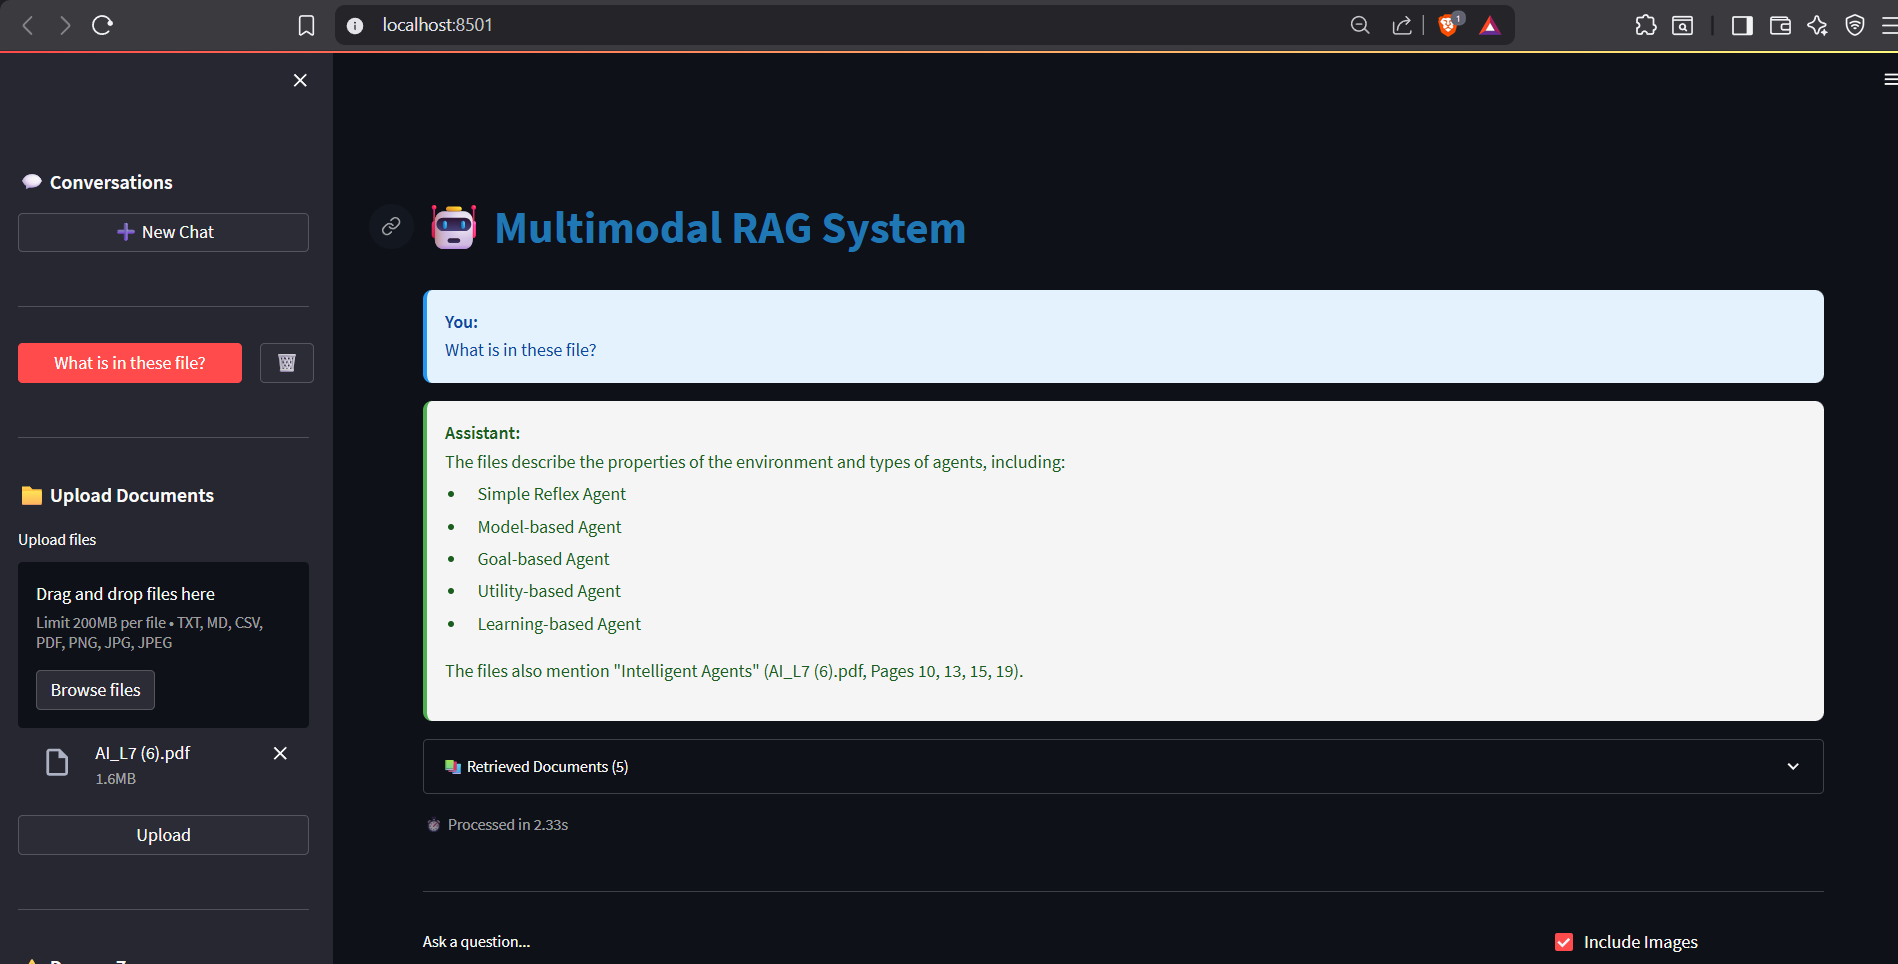 localhost:8501
1
Conversations
New Chat
What is in these file?
Upload Documents
Upload files
Drag and drop files here
Limit 200MB per file • TXT, MD, CSV,
PDF, PNG, JPG, JPEG
Browse files
AI_L7 (6).pdf
1.6MB
Upload
Multimodal RAG System
You:
What is in these file?
Assistant:
The files describe the properties of the environment and types of agents, including:
• Simple Reflex Agent
• Model-based Agent
• Goal-based Agent
• Utility-based Agent
• Learning-based Agent
The files also mention "Intelligent Agents" (AI_L7 (6).pdf, Pages 10, 13, 15, 19).
Retrieved Documents (5)
Processed in 2.33s
Ask a question...
Include Images